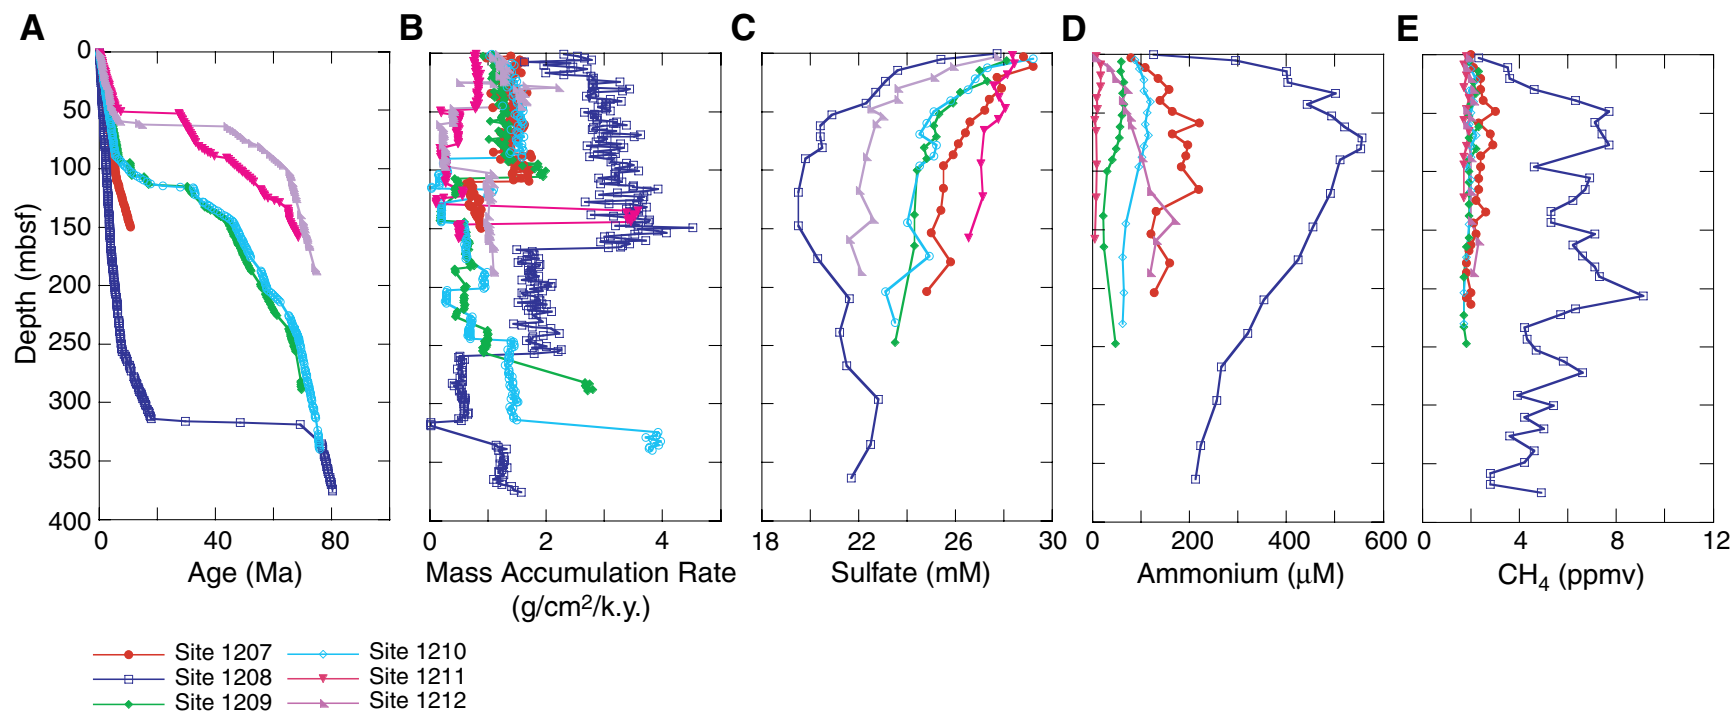 A
B
C
D
E
0
50
100
150
200
250
300
350
400
Depth (mbsf)
0 40 80
Age (Ma)
0 2 4
Mass Accumulation Rate
(g/cm²/k.y.)
18 22 26 30
Sulfate (mM)
0 200 400 600
Ammonium (μM)
0 4 8 12
CH₄ (ppmv)
Site 1207
Site 1208
Site 1209
Site 1210
Site 1211
Site 1212